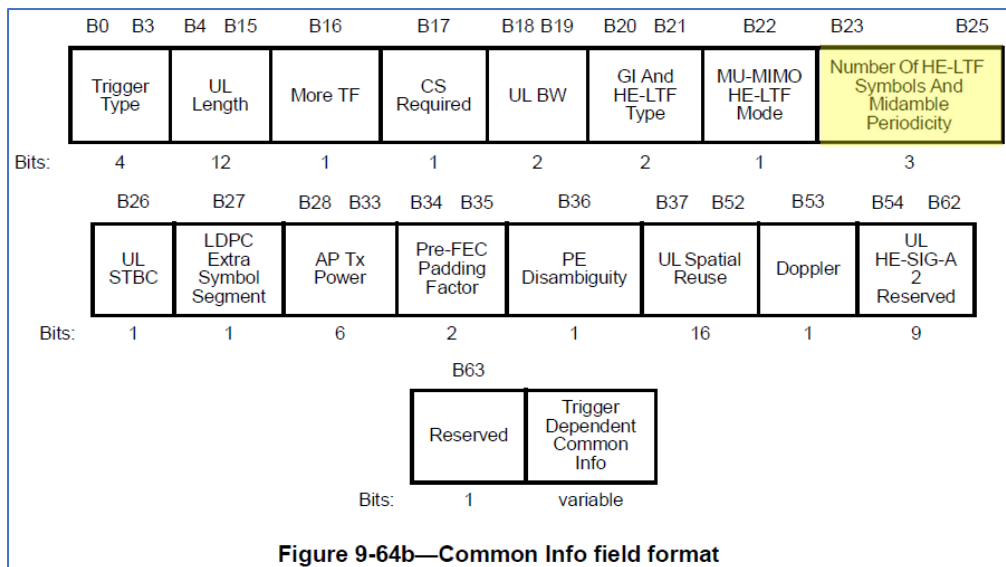 B0 B3 B4 B15 B16 B17 B18 B19 B20 B21 B22 B23 B25
Trigger Type
UL Length
More TF
CS Required
UL BW
GI And HE-LTF Type
MU-MIMO HE-LTF Mode
Number Of HE-LTF Symbols And Midamble Periodicity
Bits: 4 12 1 1 2 2 1 3
B26 B27 B28 B33 B34 B35 B36 B37 B52 B53 B54 B62
UL STBC
LDPC Extra Symbol Segment
AP Tx Power
Pre-FEC Padding Factor
PE Disambiguity
UL Spatial Reuse
Doppler
UL HE-SIG-A 2 Reserved
Bits: 1 1 6 2 1 16 1 9
B63
Reserved
Trigger Dependent Common Info
Bits: 1 variable
Figure 9-64b—Common Info field format